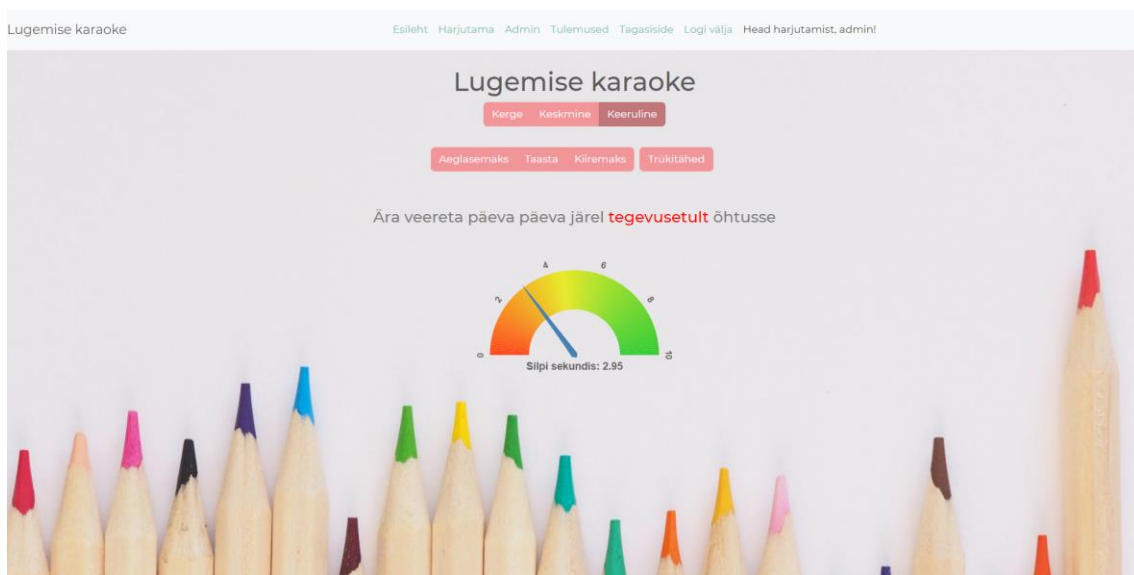 Lugemise karaoke
Esileht Harjutama Admin Tulemused Tagasiside Logi välja Head harjutamist, admin!
Lugemise karaoke
Kerge Keskmine Keeruline
Aeglasemaks Taasta Kiiremaks Trükitähed
Ära veereta päeva päeva järel tegevusetult õhtusse
0 2 4 6 8 10
Silpi sekundis: 2.95